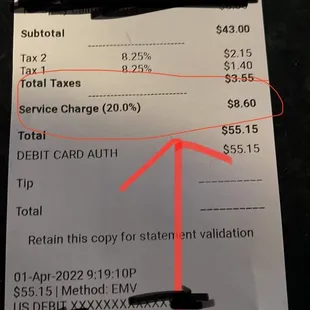 Subtotal $43.00
Tax 2 8.25% $2.15
Tax 1 8.25% $1.40
Total Taxes $3.55
Service Charge (20.0%) $8.60
Total $55.15
DEBIT CARD AUTH $55.15
Tip
Total
Retain this copy for statement validation
01-Apr-2022 9:19:10P
$55.15 | Method: EMV
US DEBIT XXXXXXXXXXXX